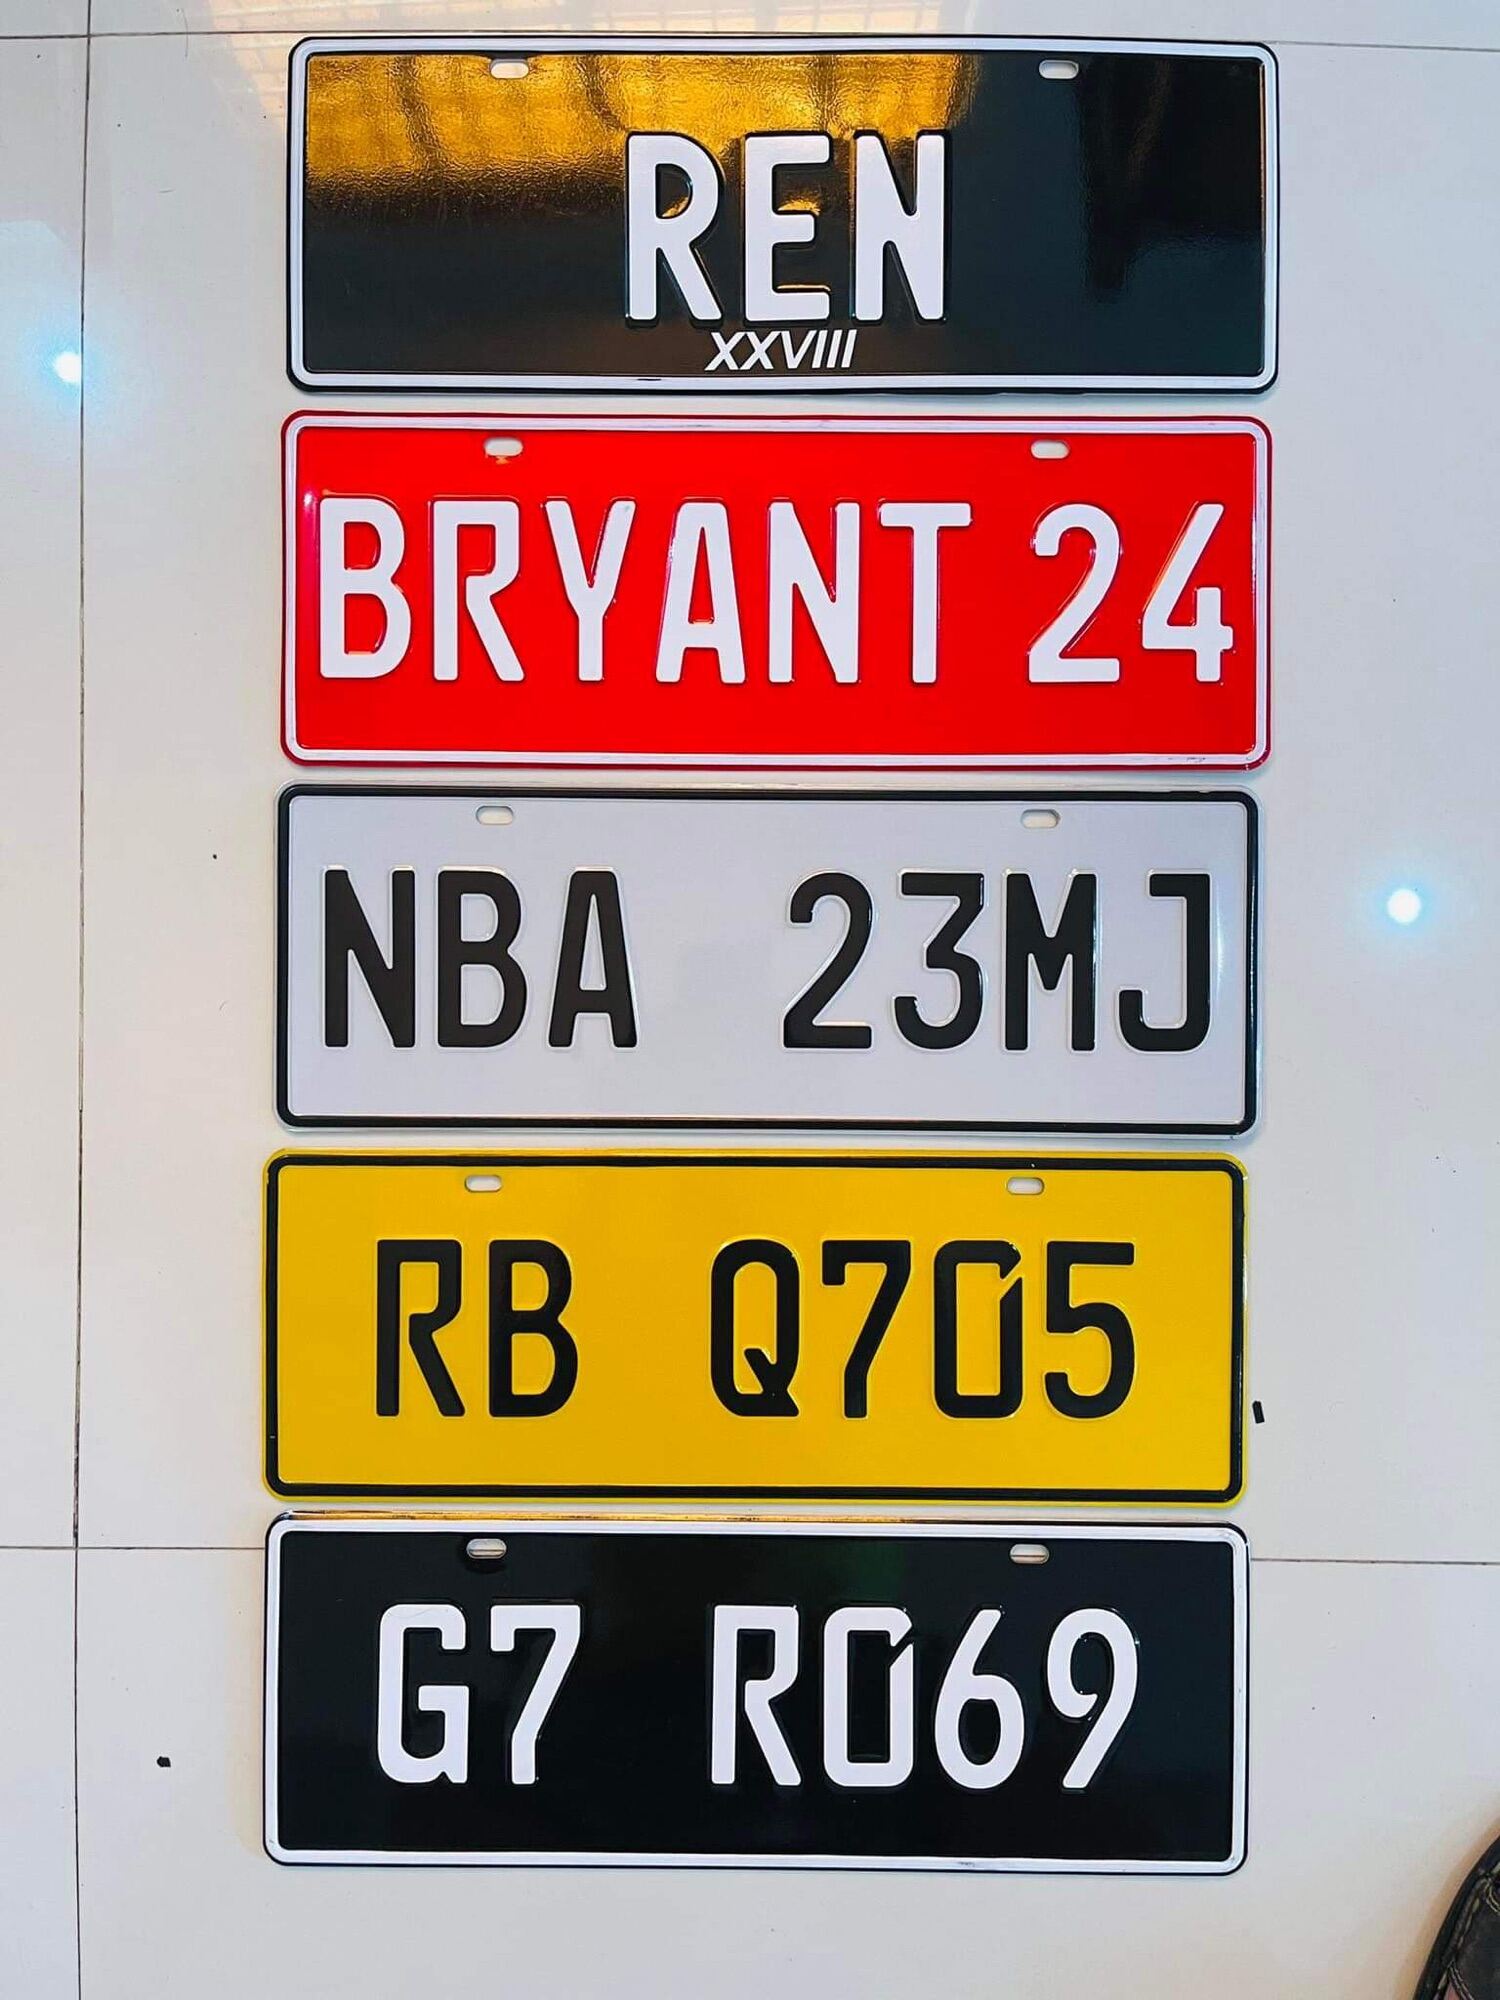 REN
XXVIII
BRYANT 24
NBA 23MJ
RB Q705
G7 R069